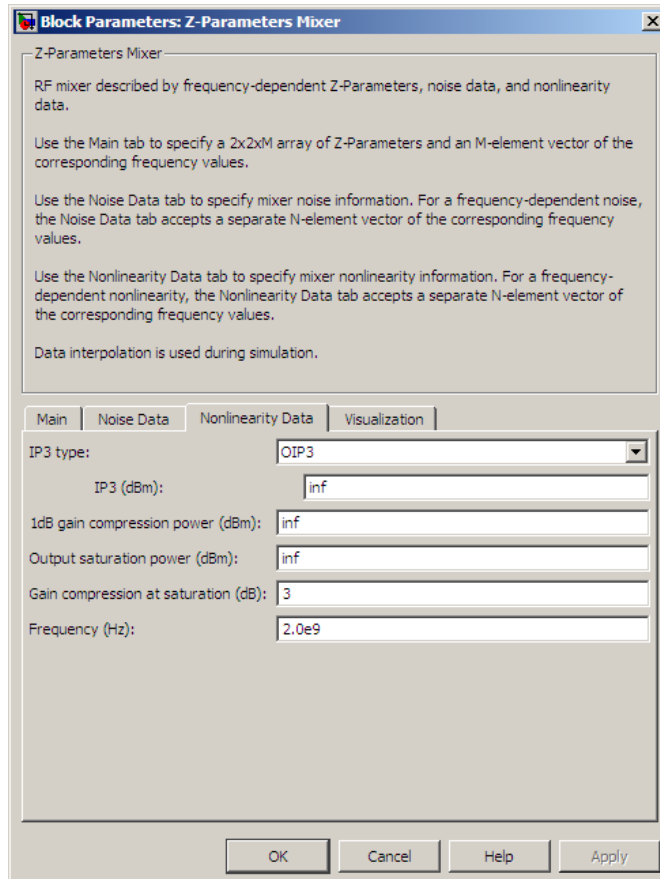 Block Parameters: Z-Parameters Mixer
Z-Parameters Mixer
RF mixer described by frequency-dependent Z-Parameters, noise data, and nonlinearity
data.
Use the Main tab to specify a 2x2xM array of Z-Parameters and an M-element vector of the
corresponding frequency values.
Use the Noise Data tab to specify mixer noise information. For a frequency-dependent noise,
the Noise Data tab accepts a separate N-element vector of the corresponding frequency
values.
Use the Nonlinearity Data tab to specify mixer nonlinearity information. For a frequency-
dependent nonlinearity, the Nonlinearity Data tab accepts a separate N-element vector of
the corresponding frequency values.
Data interpolation is used during simulation.
Main Noise Data Nonlinearity Data Visualization
IP3 type: OIP3
IP3 (dBm): inf
1dB gain compression power (dBm): inf
Output saturation power (dBm): inf
Gain compression at saturation (dB): 3
Frequency (Hz): 2.0e9
OK Cancel Help Apply